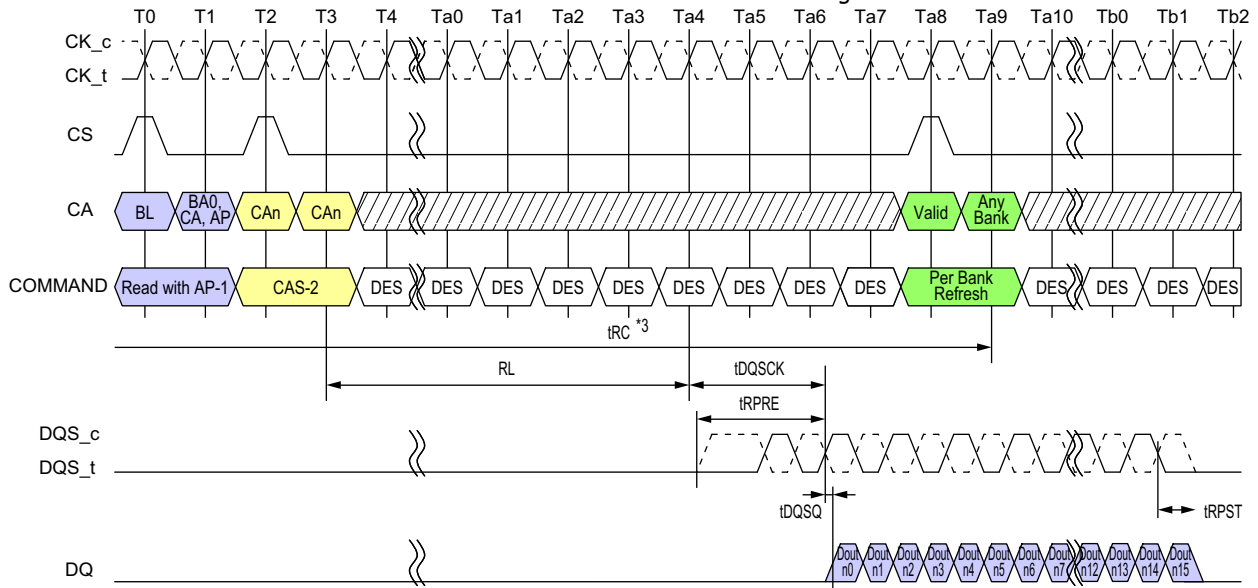 T0 T1 T2 T3 T4 Ta0 Ta1 Ta2 Ta3 Ta4 Ta5 Ta6 Ta7 Ta8 Ta9 Ta10 Tb0 Tb1 Tb2
CK_c
CK_t
CS
CA BL BA0, CA, AP CAn CAn Valid Any Bank
COMMAND Read with AP-1 CAS-2 DES DES DES DES DES DES DES DES DES Per Bank Refresh DES DES DES DES
tRC *3
RL tDQSCK
tRPRE
DQS_c
DQS_t
tDQSQ tRPST
DQ Dout n0 Dout n1 Dout n2 Dout n3 Dout n4 Dout n5 Dout n6 Dout n7 Dout n12 Dout n13 Dout n14 Dout n15